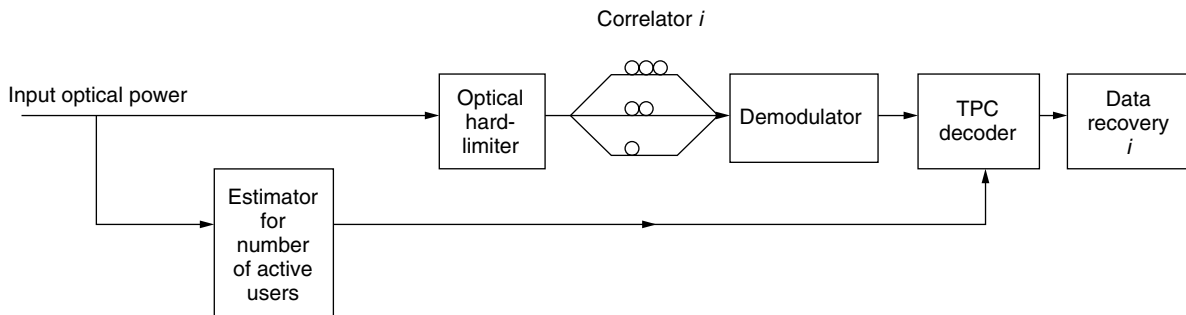 Correlator i
Input optical power
Optical
hard-
limiter
Demodulator
TPC
decoder
Data
recovery
i
Estimator
for
number
of active
users